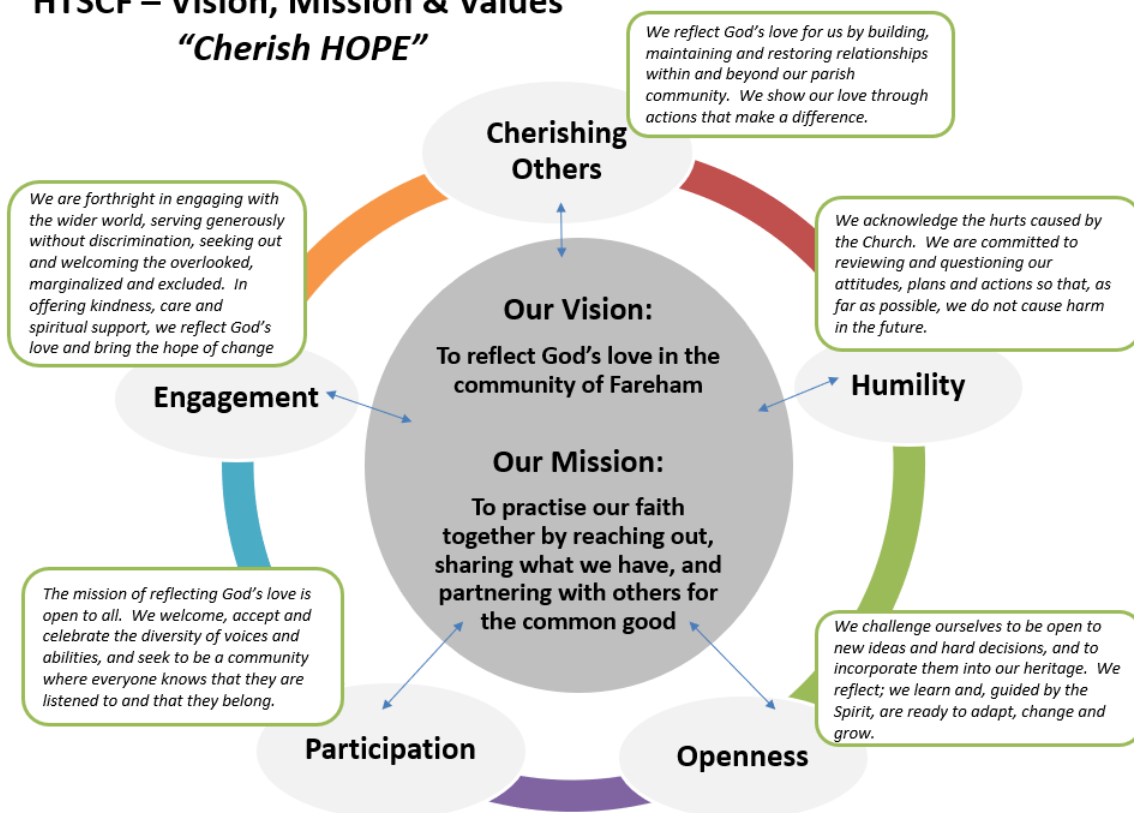 HTSCF – Vision, Mission & Values
“Cherish HOPE”
We reflect God’s love for us by building,
maintaining and restoring relationships
within and beyond our parish
community.  We show our love through
actions that make a difference.
Cherishing
Others
We are forthright in engaging with
the wider world, serving generously
without discrimination, seeking out
and welcoming the overlooked,
marginalized and excluded.  In
offering kindness, care and
spiritual support, we reflect God’s
love and bring the hope of change
We acknowledge the hurts caused by
the Church.  We are committed to
reviewing and questioning our
attitudes, plans and actions so that, as
far as possible, we do not cause harm
in the future.
Engagement
Humility
Our Vision:
To reflect God’s love in the
community of Fareham
Our Mission:
To practise our faith
together by reaching out,
sharing what we have, and
partnering with others for
the common good
The mission of reflecting God’s love is
open to all.  We welcome, accept and
celebrate the diversity of voices and
abilities, and seek to be a community
where everyone knows that they are
listened to and that they belong.
We challenge ourselves to be open to
new ideas and hard decisions, and to
incorporate them into our heritage.  We
reflect; we learn and, guided by the
Spirit, are ready to adapt, change and
grow.
Participation
Openness